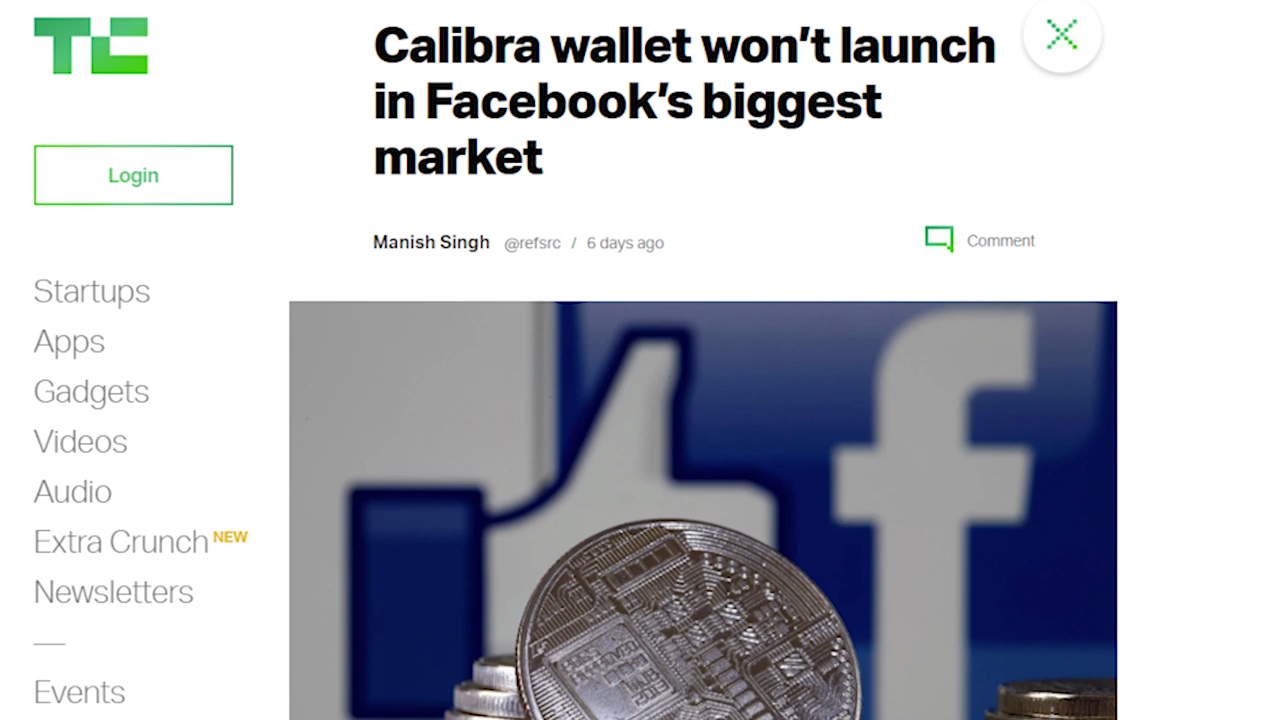 TC
Calibra wallet won’t launch
in Facebook’s biggest
market
Login
Manish Singh @refsrc / 6 days ago
Comment
Startups
Apps
Gadgets
Videos
Audio
Extra Crunch NEW
Newsletters
Events
f